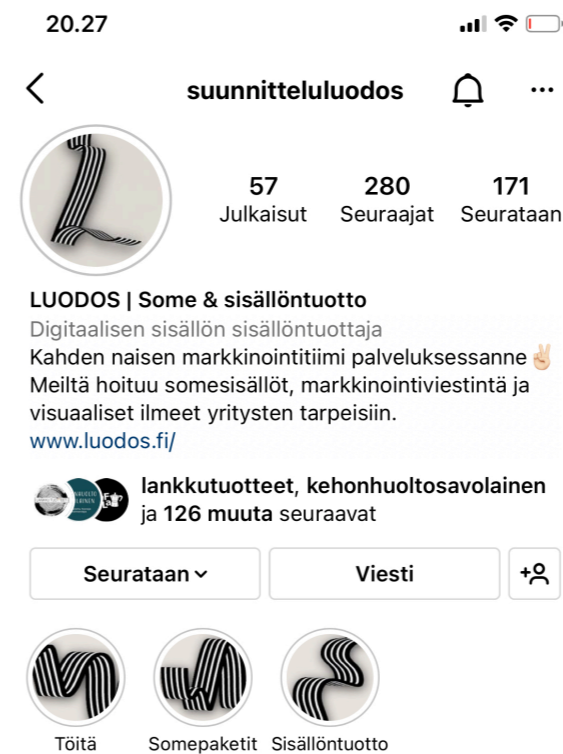 20.27
suunnitteluluodos
57 280 171
Julkaisut Seuraajat Seurataan
LUODOS | Some & sisällöntuotto
Digitaalisen sisällön sisällöntuottaja
Kahden naisen markkinointitiimi palveluksessanne ✌🏻
Meiltä hoituu somesisällöt, markkinointiviestintä ja
visuaaliset ilmeet yritysten tarpeisiin.
www.luodos.fi/
lankkutuotteet, kehonhuoltosavolainen
ja 126 muuta seuraavat
Seurataan Viesti
Töitä Somepaketit Sisällöntuotto